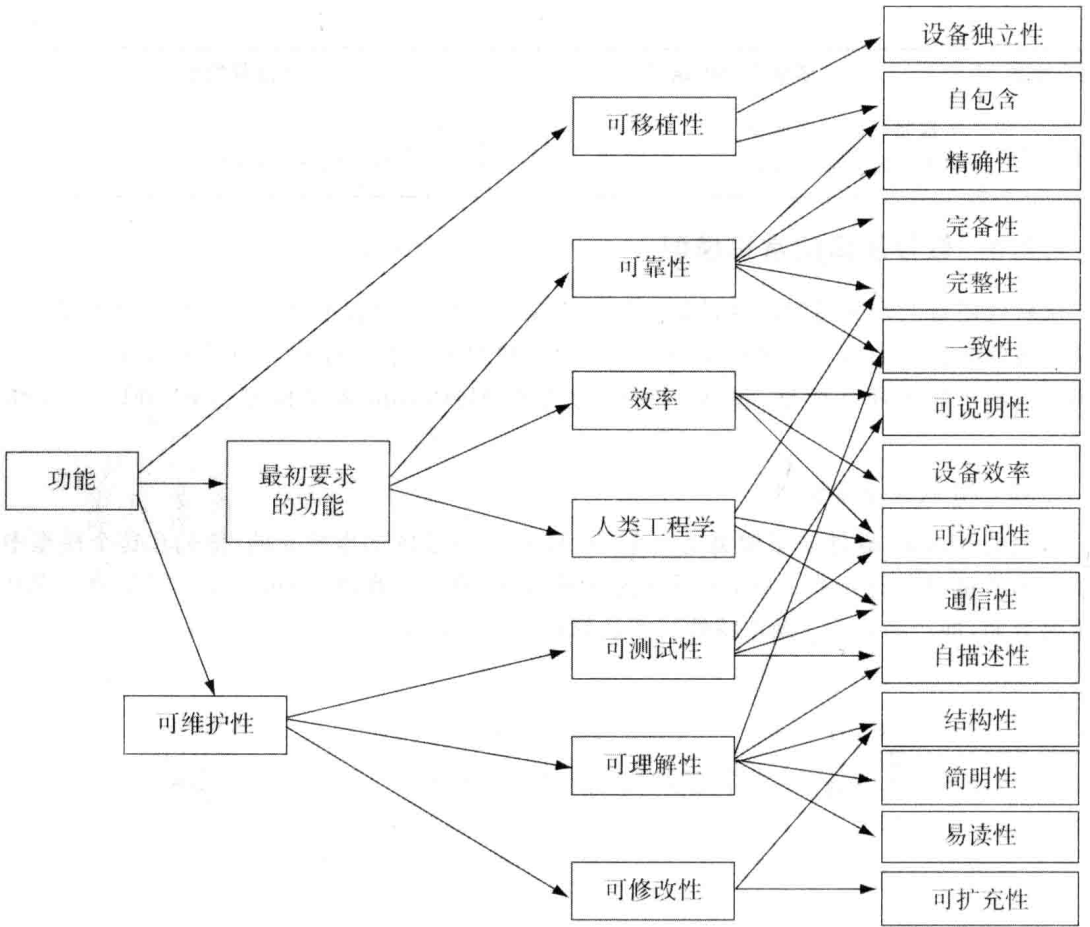 功能
最初要求
的功能
可维护性
可移植性
可靠性
效率
人类工程学
可测试性
可理解性
可修改性
设备独立性
自包含
精确性
完备性
完整性
一致性
可说明性
设备效率
可访问性
通信性
自描述性
结构性
简明性
易读性
可扩充性